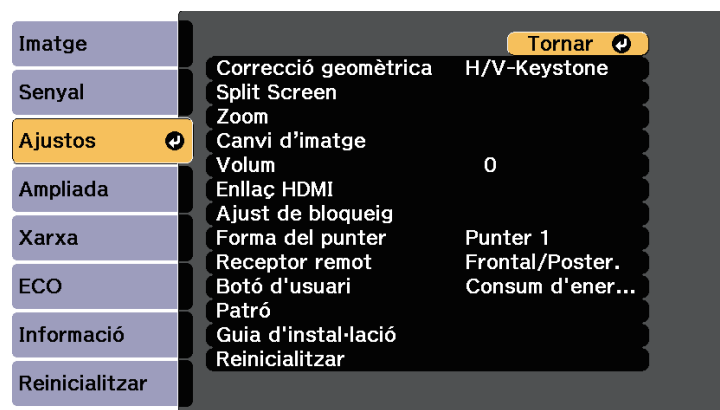 Imatge
Senyal
Ajustos
Ampliada
Xarxa
ECO
Informació
Reinicialitzar
Tornar
Correcció geomètrica H/V-Keystone
Split Screen
Zoom
Canvi d’imatge
Volum 0
Enllaç HDMI
Ajust de bloqueig
Forma del punter Punter 1
Receptor remot Frontal/Poster.
Botó d'usuari Consum d'ener...
Patró
Guia d'instal·lació
Reinicialitzar